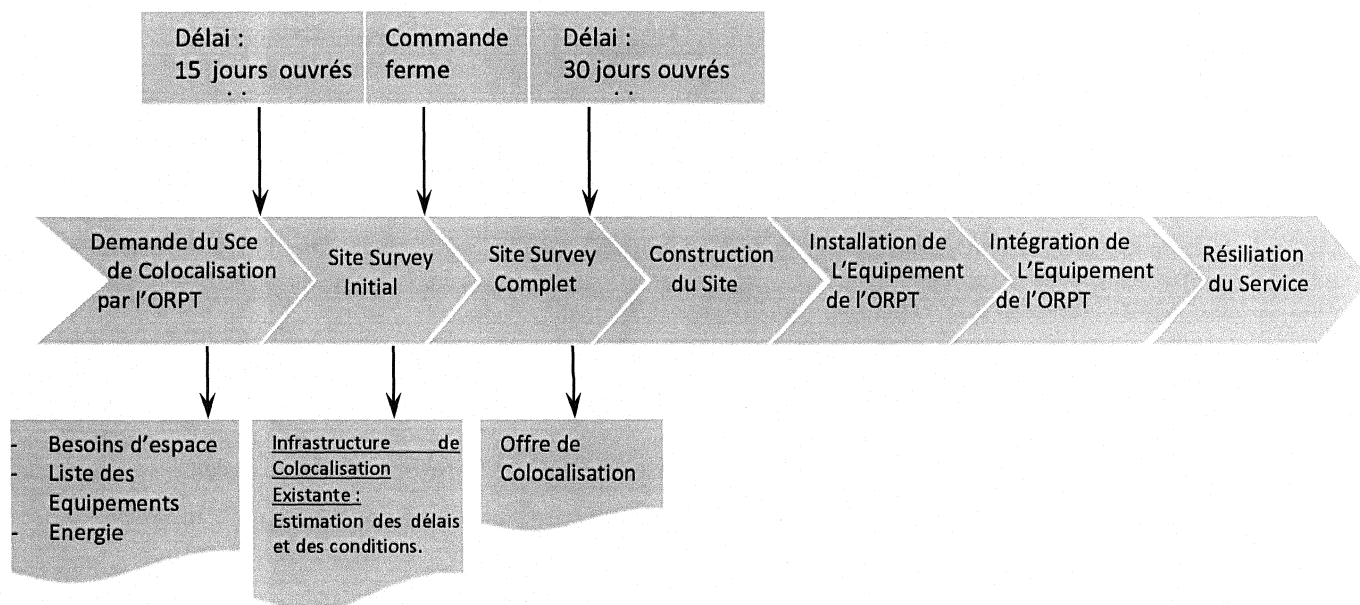 Délai :
15 jours ouvrés
Commande
ferme
Délai :
30 jours ouvrés
Demande du Sce
de Colocalisation
par l'ORPT
Site Survey
Initial
Site Survey
Complet
Construction
du Site
Installation de
L'Equipement
de l'ORPT
Intégration de
L'Equipement
de l'ORPT
Résiliation
du Service
- Besoins d'espace
- Liste des
Equipements
- Energie
Infrastructure de
Colocalisation
Existante :
Estimation des délais
et des conditions.
Offre de
Colocalisation